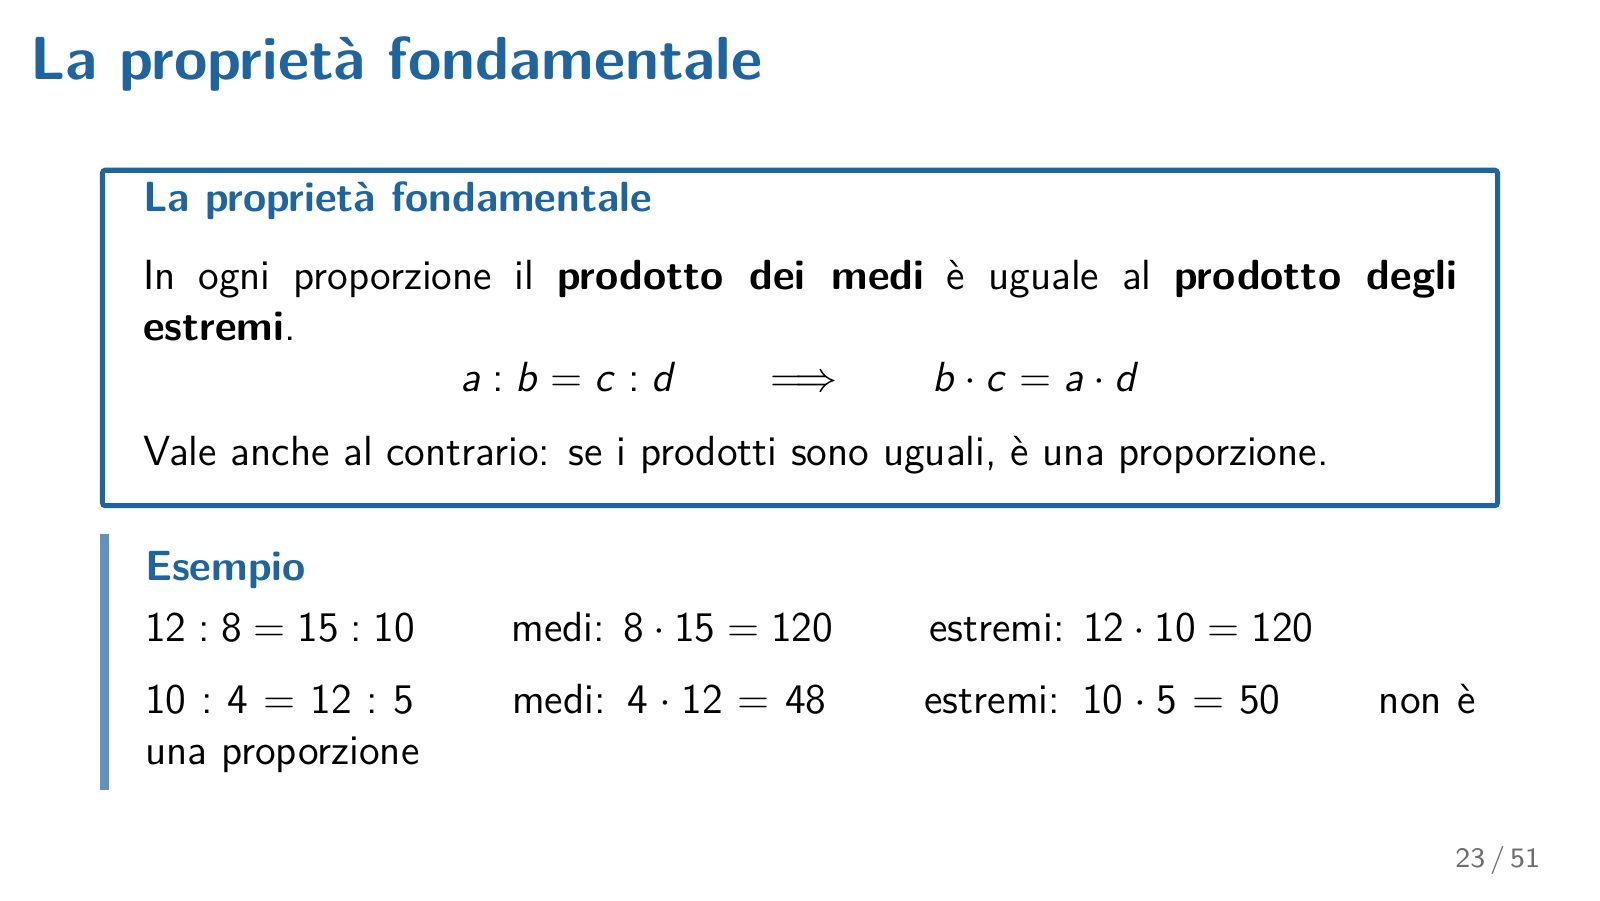 La proprietà fondamentale
La proprietà fondamentale
In ogni proporzione il prodotto dei medi è uguale al prodotto degli
estremi.
a : b = c : d ⟹ b · c = a · d
Vale anche al contrario: se i prodotti sono uguali, è una proporzione.
Esempio
12 : 8 = 15 : 10 medi: 8 · 15 = 120 estremi: 12 · 10 = 120
10 : 4 = 12 : 5 medi: 4 · 12 = 48 estremi: 10 · 5 = 50 non è
una proporzione
23 / 51